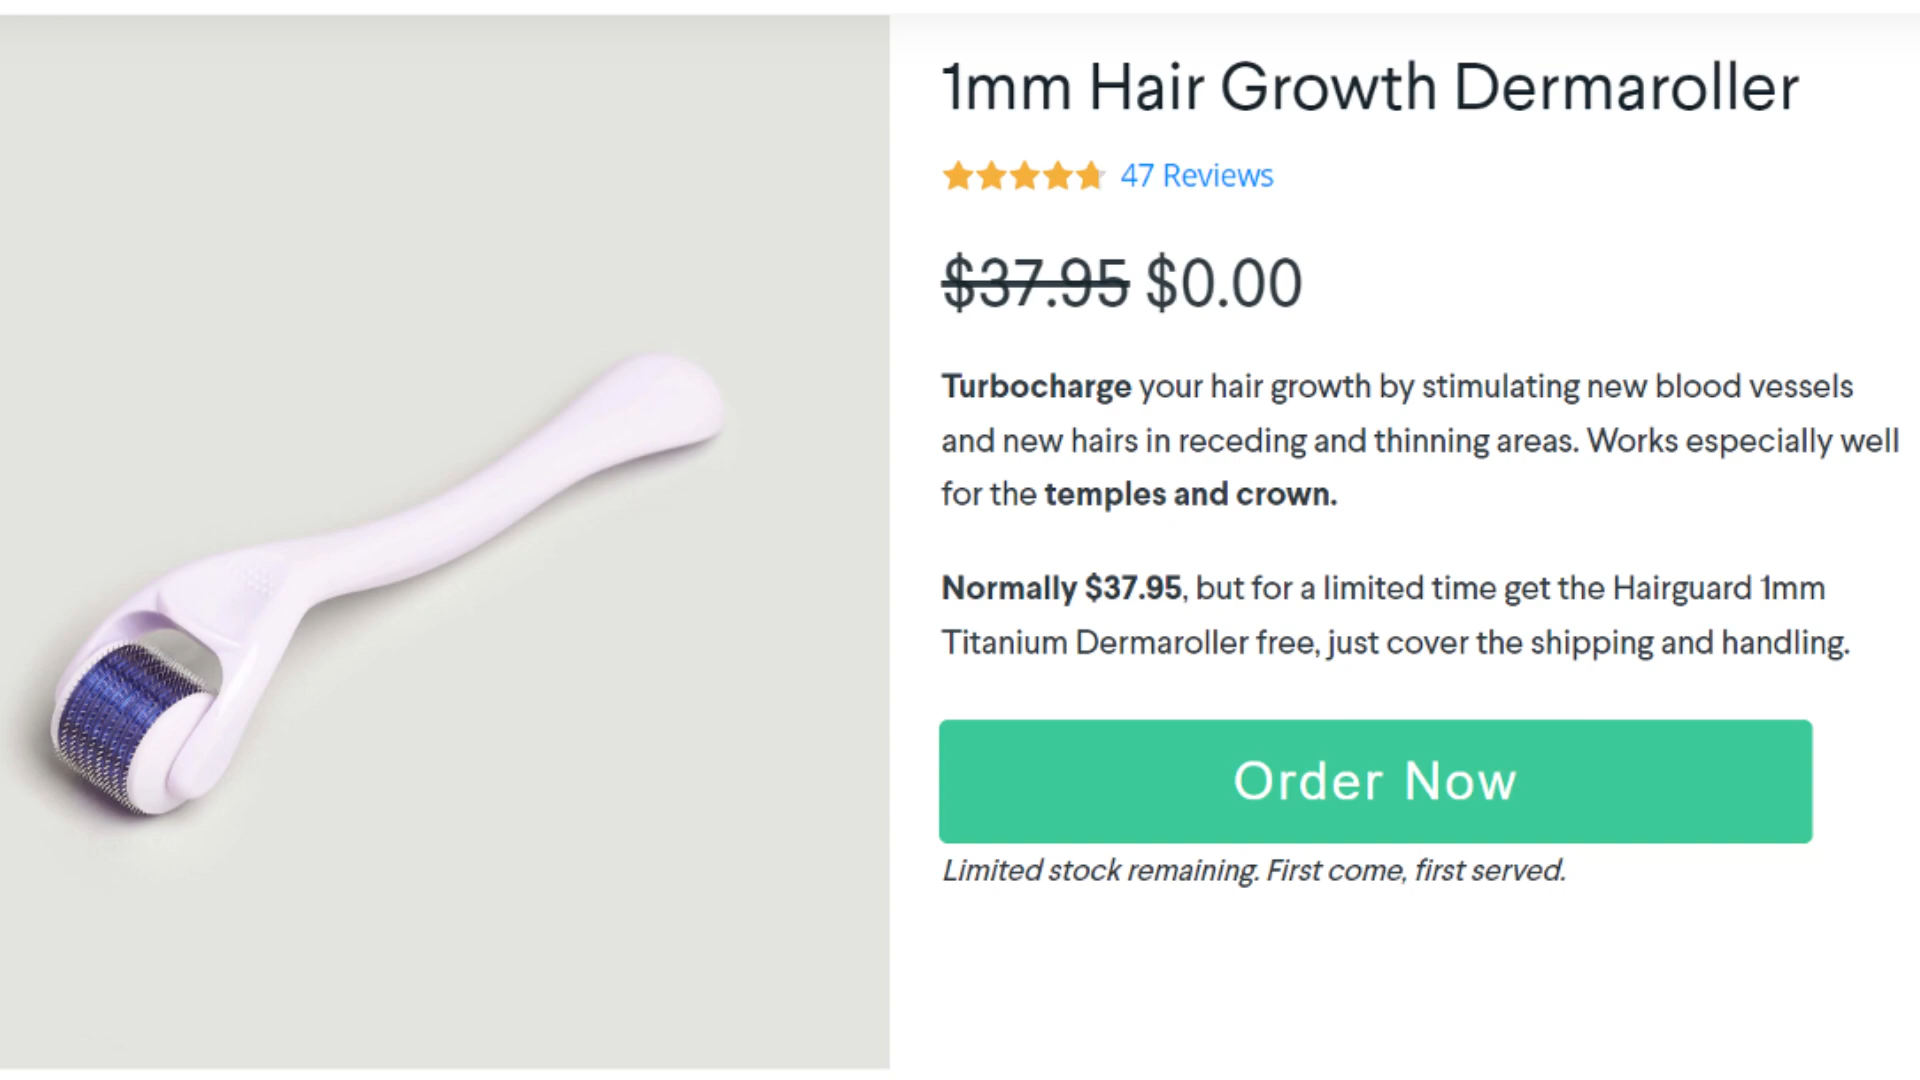 1mm Hair Growth Dermaroller
47 Reviews
$37.95 $0.00
Turbocharge your hair growth by stimulating new blood vessels
and new hairs in receding and thinning areas. Works especially well
for the temples and crown.
Normally $37.95, but for a limited time get the Hairguard 1mm
Titanium Dermaroller free, just cover the shipping and handling.
Order Now
Limited stock remaining. First come, first served.